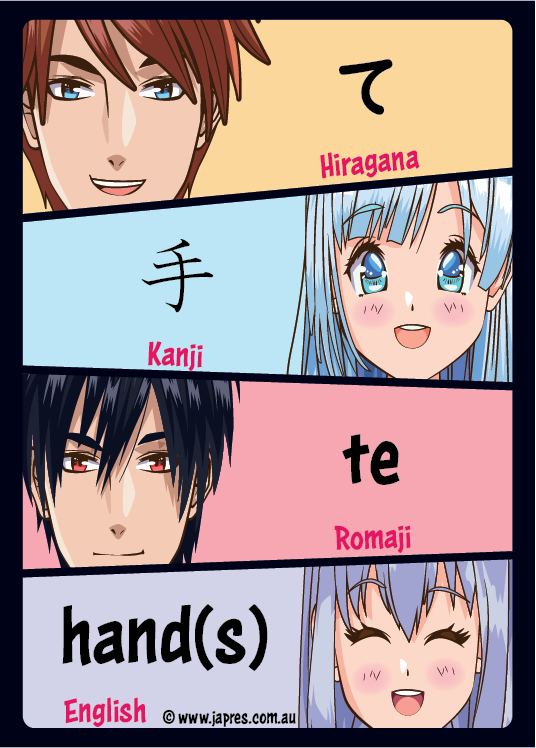 て
Hiragana
手
Kanji
te
Romaji
hand(s)
English © www.japres.com.au